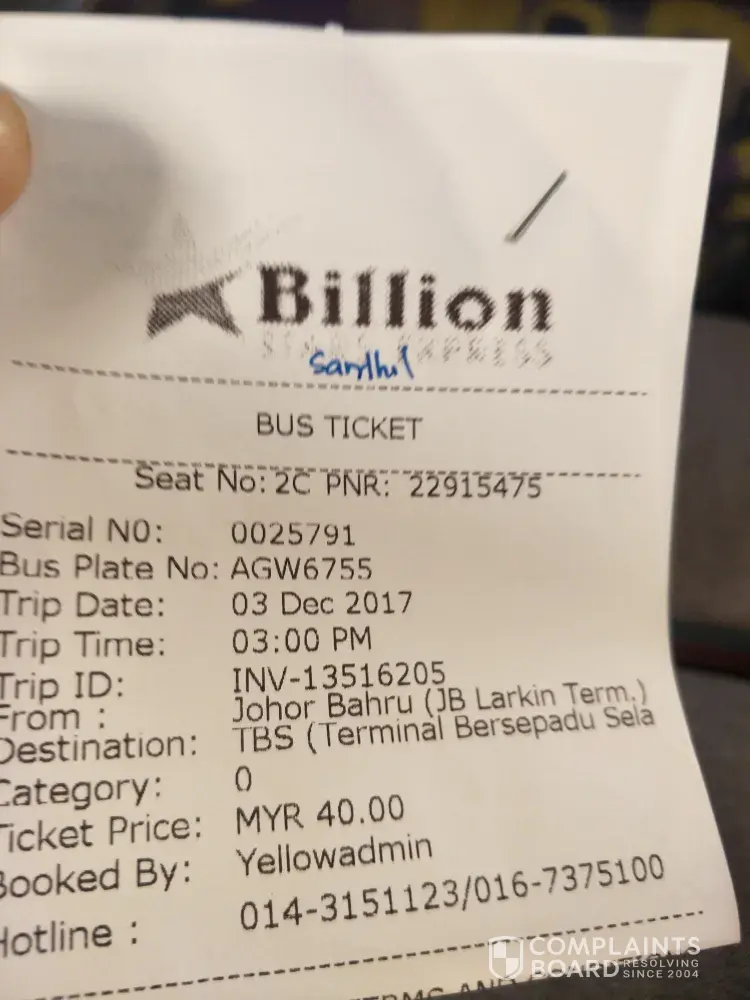 Billion
STARS EXPRESS
BUS TICKET
Seat No: 2C PNR: 22915475
Serial N0: 0025791
Bus Plate No: AGW6755
Trip Date: 03 Dec 2017
Trip Time: 03:00 PM
Trip ID: INV-13516205
From : Johor Bahru (JB Larkin Term.)
Destination: TBS (Terminal Bersepadu Sela
Category: 0
Ticket Price: MYR 40.00
Booked By: Yellowadmin
Hotline : 014-3151123/016-7375100
COMPLAINTS
BOARD RESOLVING
SINCE 2004